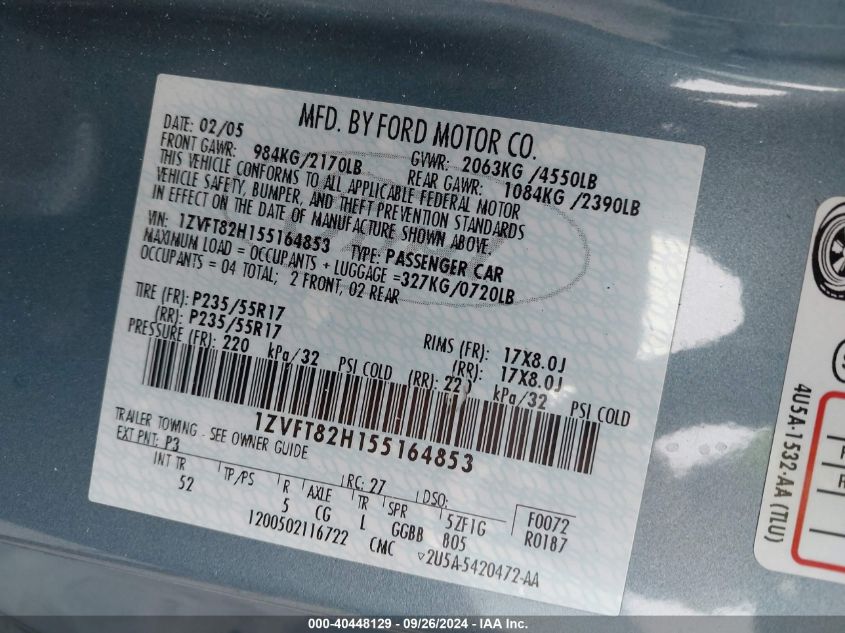 MFD. BY FORD MOTOR CO.
DATE: 02/05 GVWR: 2063KG /4550LB
FRONT GAWR: 984KG/2170LB REAR GAWR: 1084KG /2390LB
THIS VEHICLE CONFORMS TO ALL APPLICABLE FEDERAL MOTOR
VEHICLE SAFETY, BUMPER, AND THEFT PREVENTION STANDARDS
IN EFFECT ON THE DATE OF MANUFACTURE SHOWN ABOVE.
VIN: 1ZVFT82H155164853 TYPE: PASSENGER CAR
MAXIMUM LOAD = OCCUPANTS + LUGGAGE =327KG/0720LB
OCCUPANTS = 04 TOTAL; 2 FRONT, 02 REAR
TIRE (FR): P235/55R17 RIMS (FR): 17X8.0J
(RR): P235/55R17 (RR): 17X8.0J
PRESSURE (FR): 220 kPa/32 PSI COLD (RR): kPa/32 PSI COLD
1ZVFT82H155164853
TRAILER TOWING - SEE OWNER GUIDE
EXT PNT: P3 RC: 27 DSO:
INT TR TP/PS R AXLE TR SPR 5ZF1G F0072
52 5 CG L GGBB B05 R0187
1200502116722 CMC ▽2U5A-5420472-AA
4U5A-1532-AA (TLU)
000-40448129 - 09/26/2024 - IAA Inc.